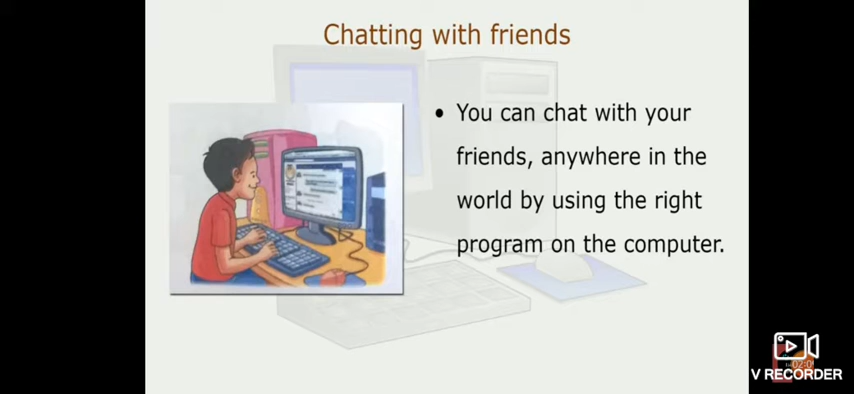 Chatting with friends
• You can chat with your
friends, anywhere in the
world by using the right
program on the computer.
V RECORDER